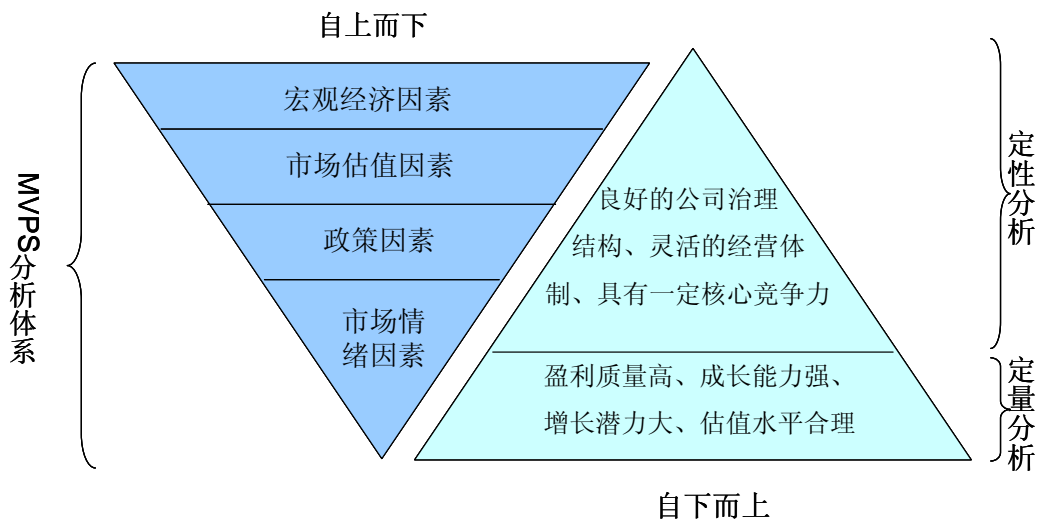 自上而下
MVPS分析体系
宏观经济因素
市场估值因素
政策因素
市场情
绪因素
良好的公司治理
结构、灵活的经营体
制、具有一定核心竞争力
盈利质量高、成长能力强、
增长潜力大、估值水平合理
定性分析
定量分析
自下而上